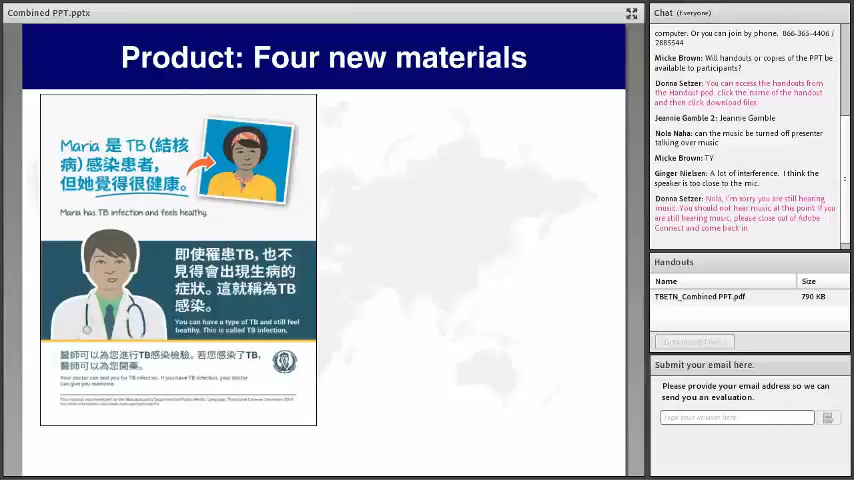 Combined PPT.pptx
Product: Four new materials
Maria 是 TB (結核
病) 感染患者,
但她覺得很健康。
Maria has TB infection and feels healthy.
即使罹患TB, 也不
見得會出現生病的
症狀。這就稱為TB
感染。
You can have a type of TB and still feel
healthy. This is called TB infection.
醫師可以為您進行TB感染檢驗。若您感染了TB,
醫師可以為您開藥。
Your doctor can test you for TB infection. If you have TB infection, your doctor
can give you medicine.
Chat (Everyone)
computer. Or you can join by phone. 866-365-4406 /
2885544
Micke Brown: Will handouts or copies of the PPT be
available to participants?
Donna Setzer: You can access the handouts from
the Handout pod. click the name of the handout
and then click download files
Jeannie Gamble 2: Jeannie Gamble
Nola Naha: can the music be turned off presenter
talking over music
Micke Brown: TY
Ginger Nielsen: A lot of interference. I think the
speaker is too close to the mic.
Donna Setzer: Nola, I'm sorry you are still hearing
music. You should not hear music at this point. If you
are still hearing music, please close out of Adobe
Connect and come back in
Handouts
Name Size
TBETN_Combined PPT.pdf 790 KB
Download File(s)
Submit your email here.
Please provide your email address so we can
send you an evaluation.
Type your answer here..